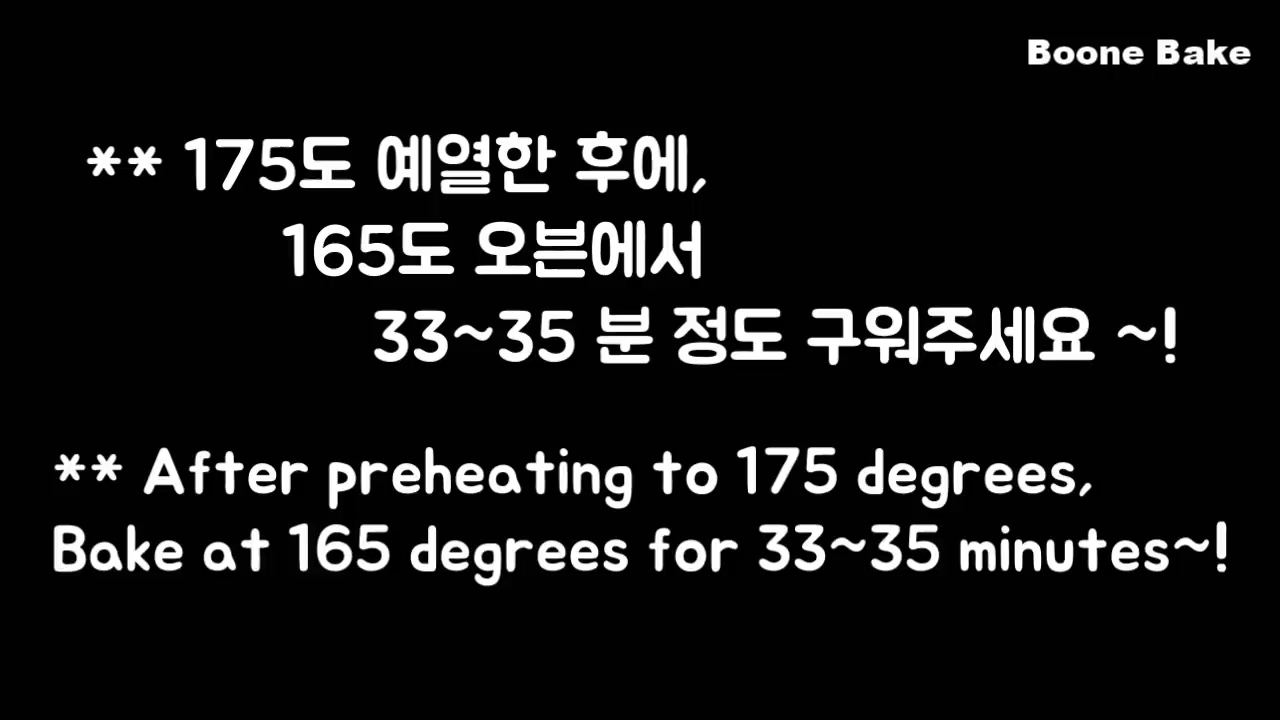 Boone Bake
** 175도 예열한 후에,
165도 오븐에서
33~35 분 정도 구워주세요 ~!
** After preheating to 175 degrees,
Bake at 165 degrees for 33~35 minutes~!